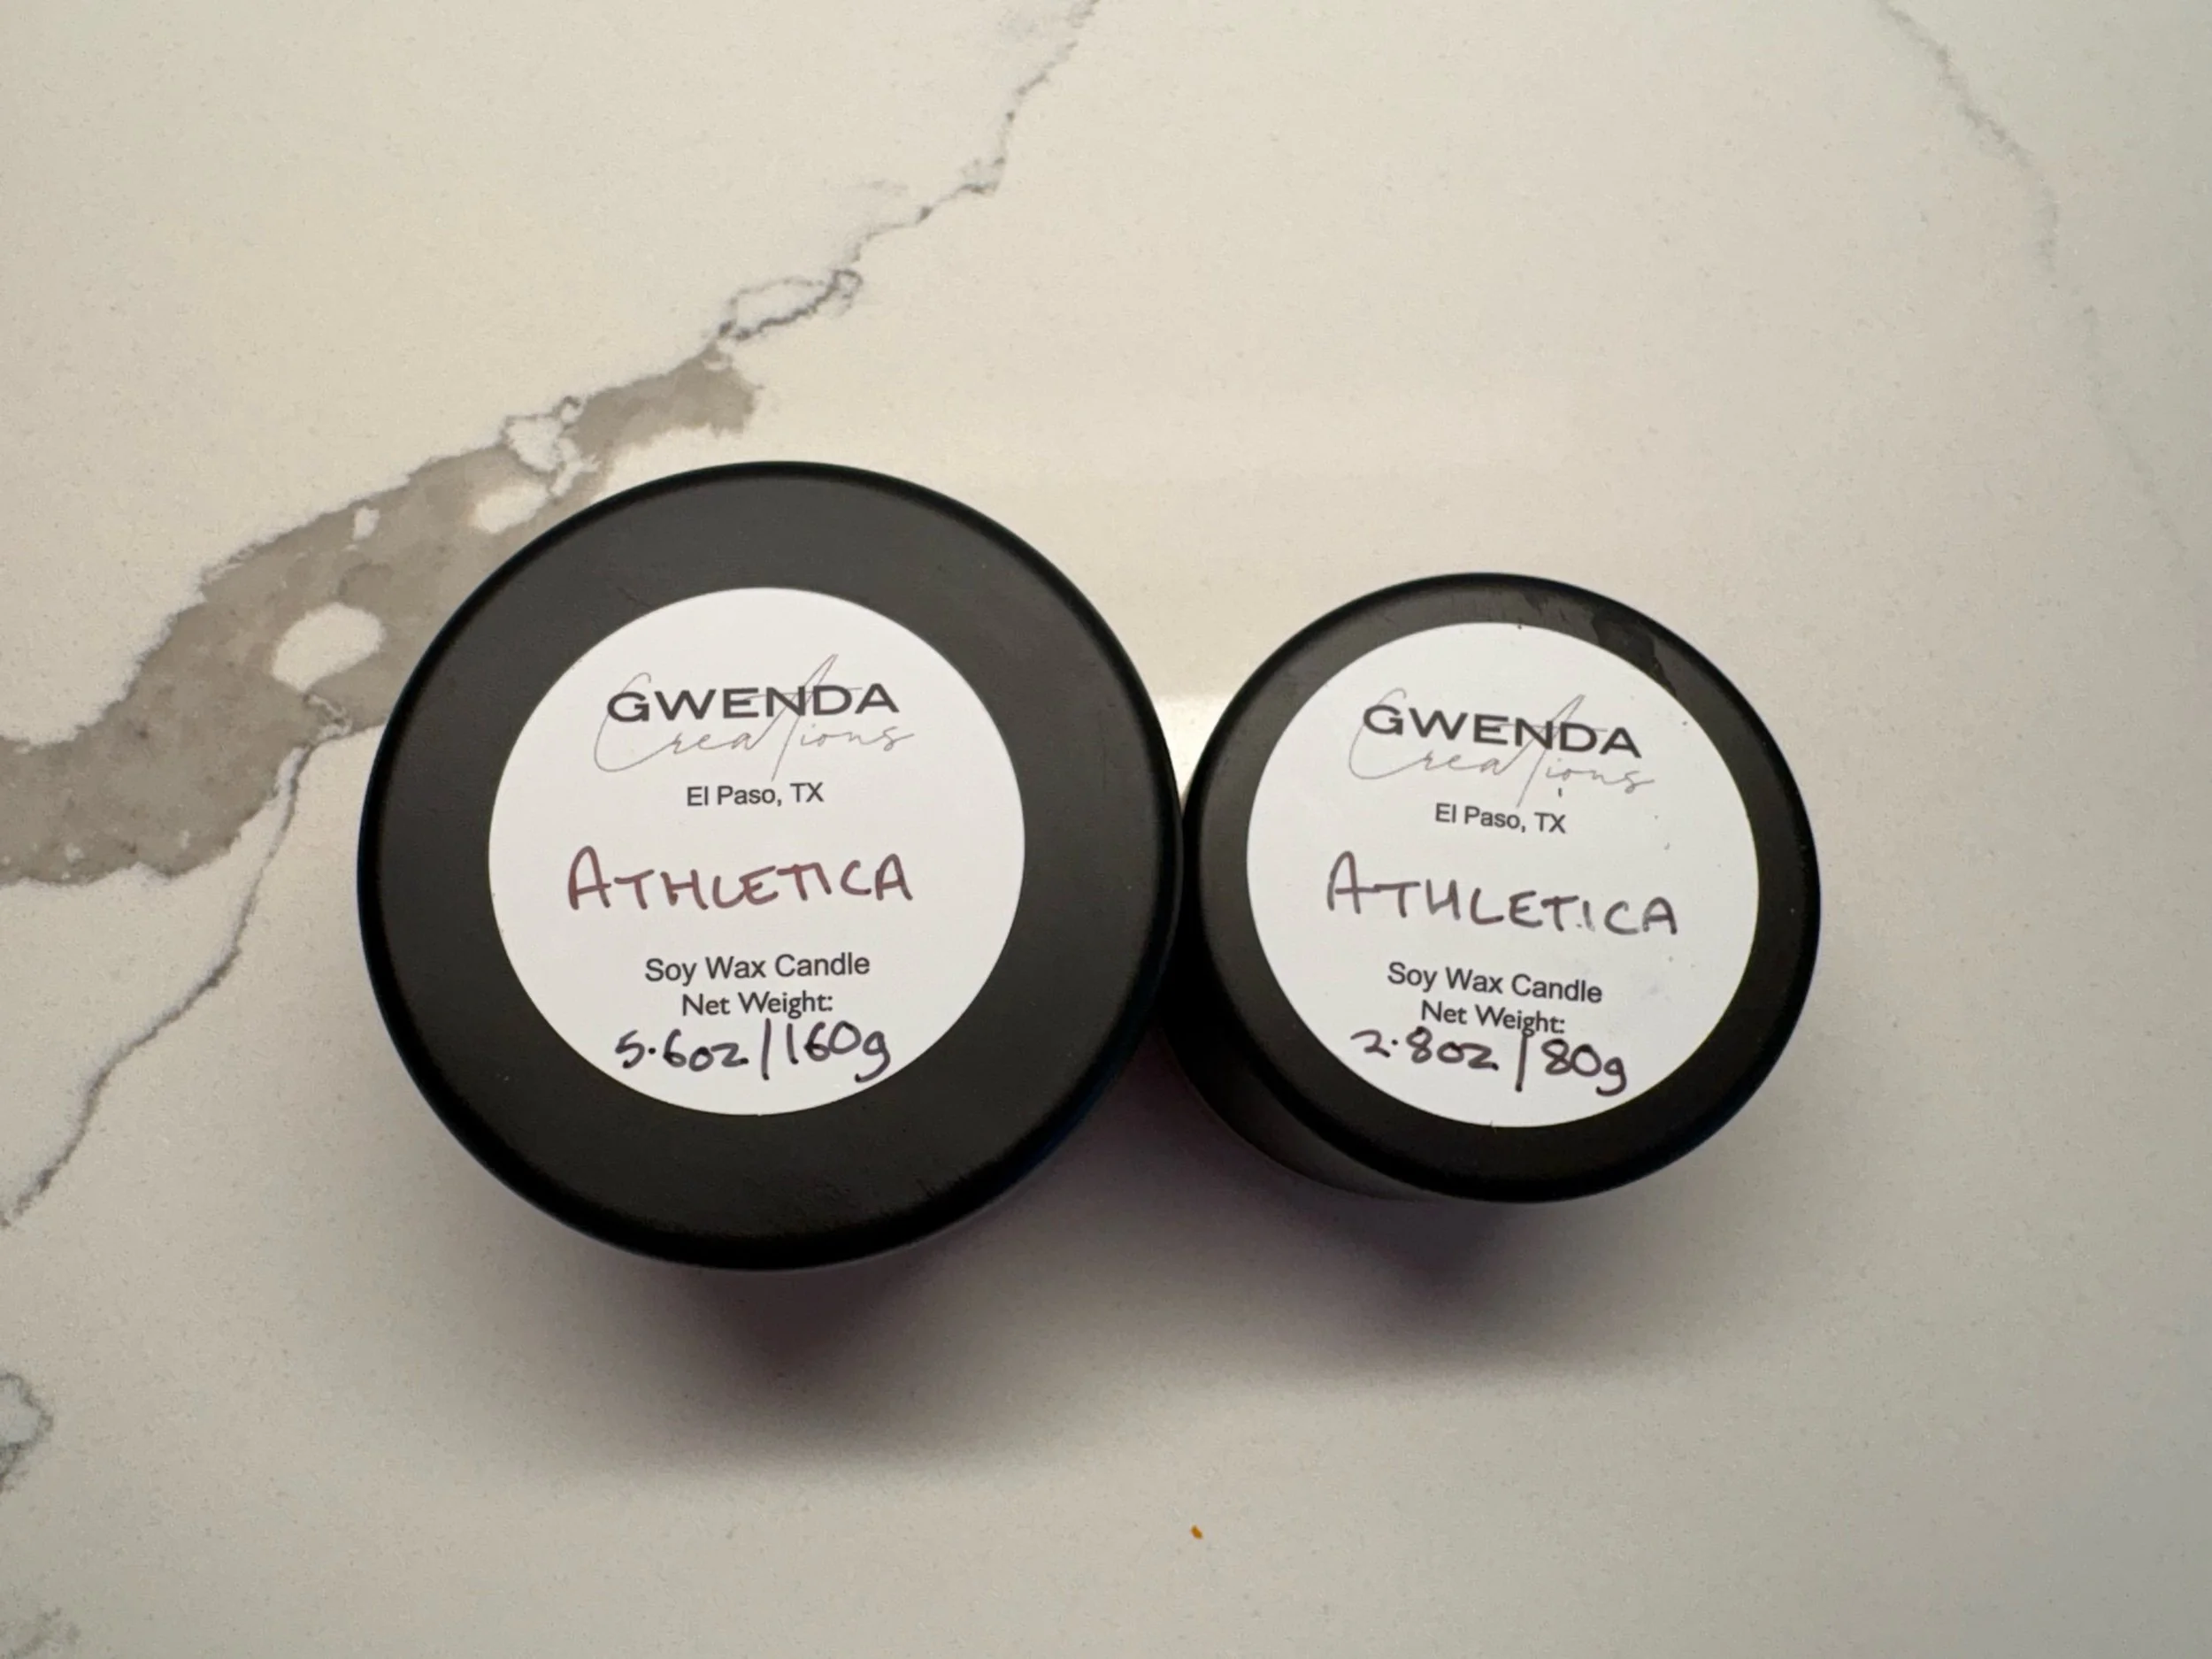 GWENDA
Creations
El Paso, TX
ATHLETICA
Soy Wax Candle
Net Weight:
5.6oz/160g
GWENDA
Creations
El Paso, TX
ATHLETICA
Soy Wax Candle
Net Weight:
2.8oz/80g